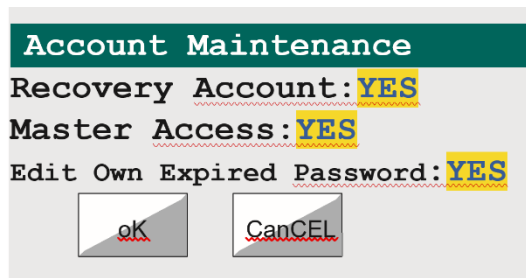 Account Maintenance
Recovery Account:YES
Master Access:YES
Edit Own Expired Password:YES
oK CanCEL